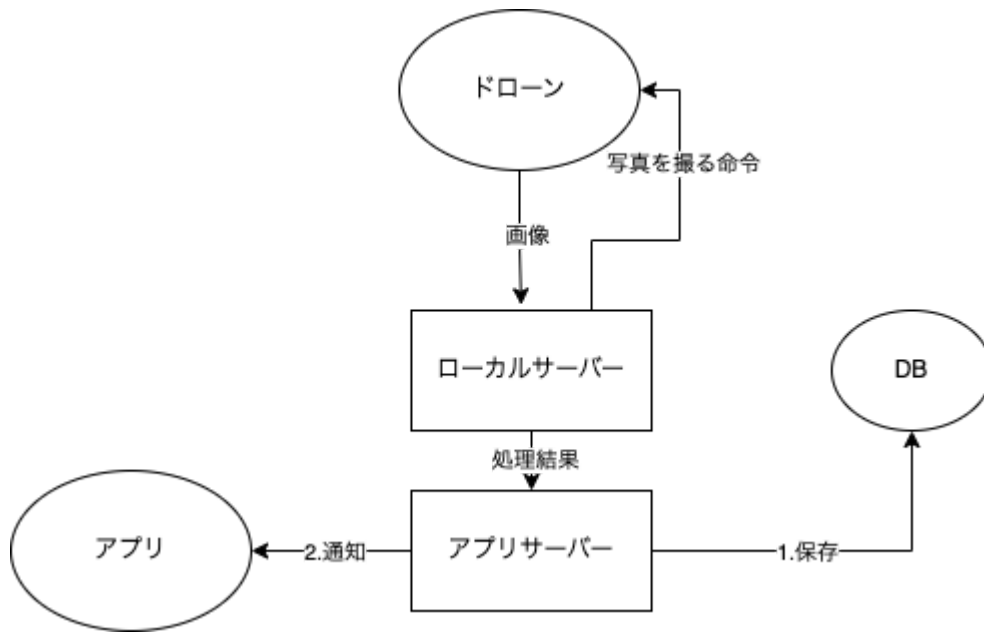 ドローン
写真を撮る命令
画像
ローカルサーバー
DB
処理結果
アプリ
2.通知
アプリサーバー
1.保存